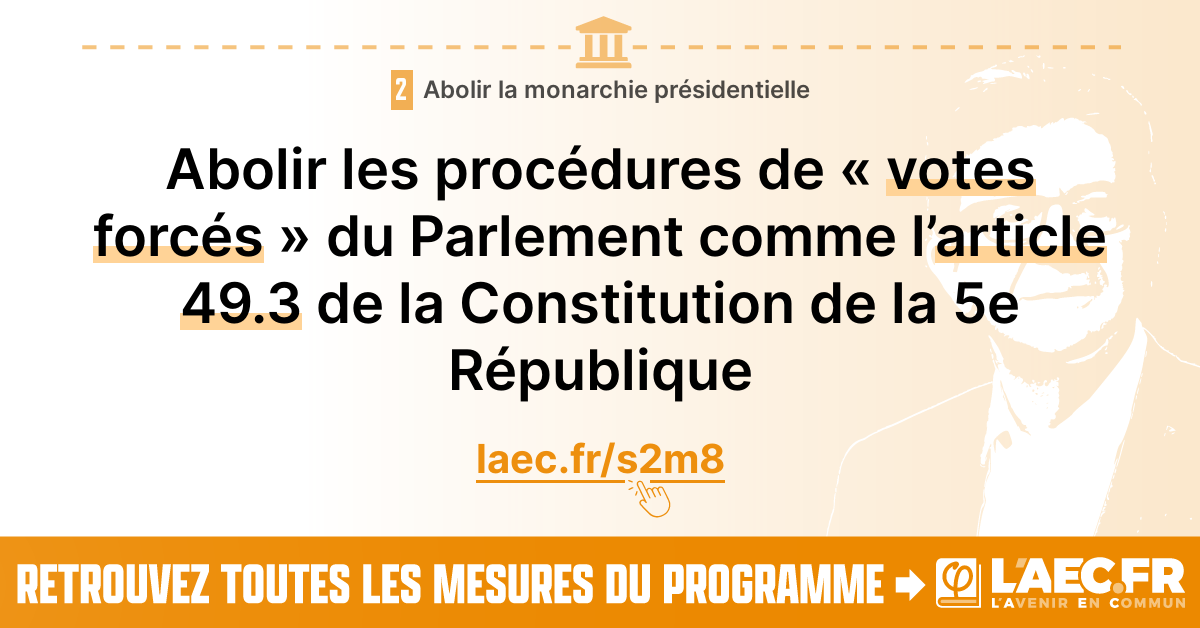 2 Abolir la monarchie présidentielle
Abolir les procédures de « votes
forcés » du Parlement comme l’article
49.3 de la Constitution de la 5e
République
laec.fr/s2m8
RETROUVEZ TOUTES LES MESURES DU PROGRAMME
φ L'AEC.FR
L'AVENIR EN COMMUN